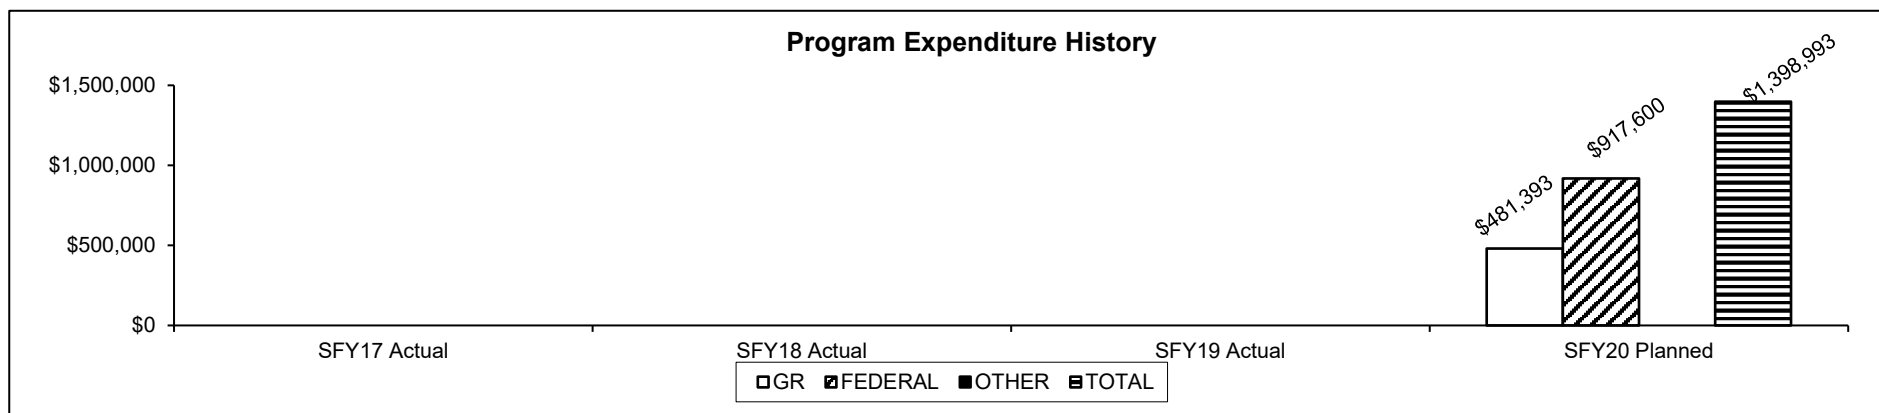 Program Expenditure History
$1,500,000
$1,000,000
$500,000
$0
$481,393
$917,600
$1,398,993
SFY17 Actual
SFY18 Actual
SFY19 Actual
SFY20 Planned
GR FEDERAL OTHER TOTAL